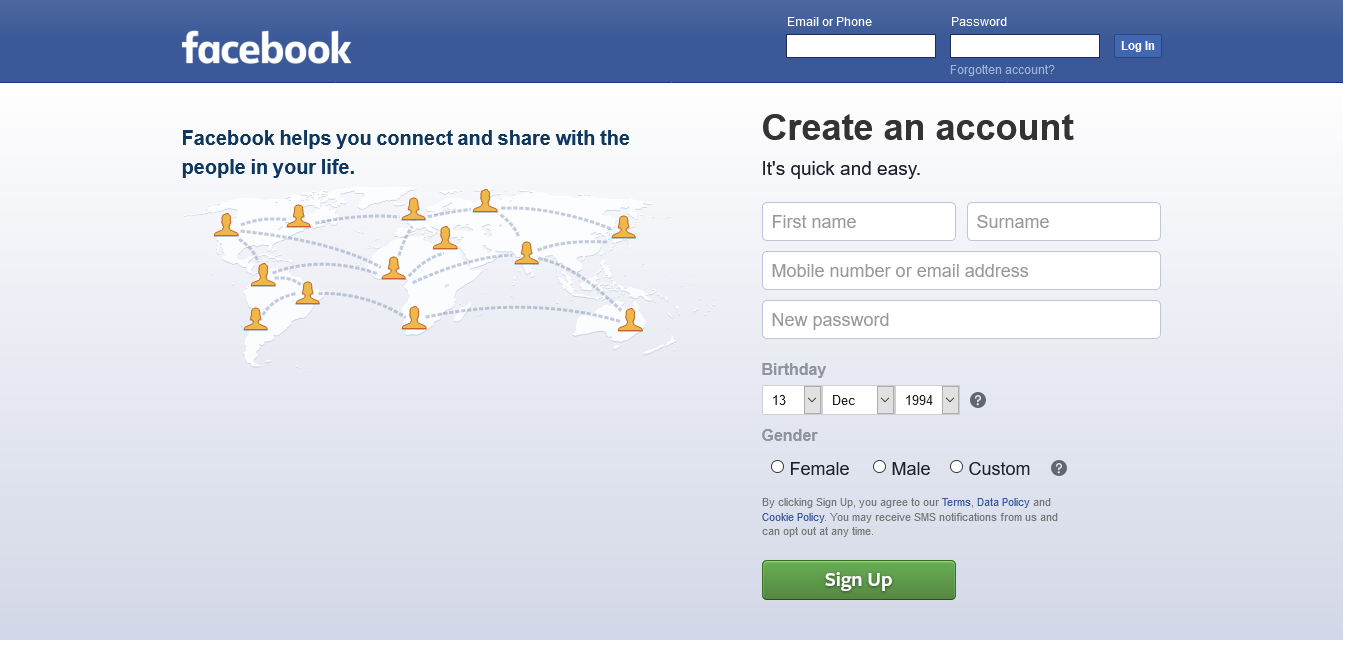 facebook
Email or Phone
Password
Log In
Forgotten account?
Facebook helps you connect and share with the
people in your life.
Create an account
It's quick and easy.
First name
Surname
Mobile number or email address
New password
Birthday
13
Dec
1994
?
Gender
Female
Male
Custom
?
By clicking Sign Up, you agree to our Terms, Data Policy and
Cookie Policy. You may receive SMS notifications from us and
can opt out at any time.
Sign Up